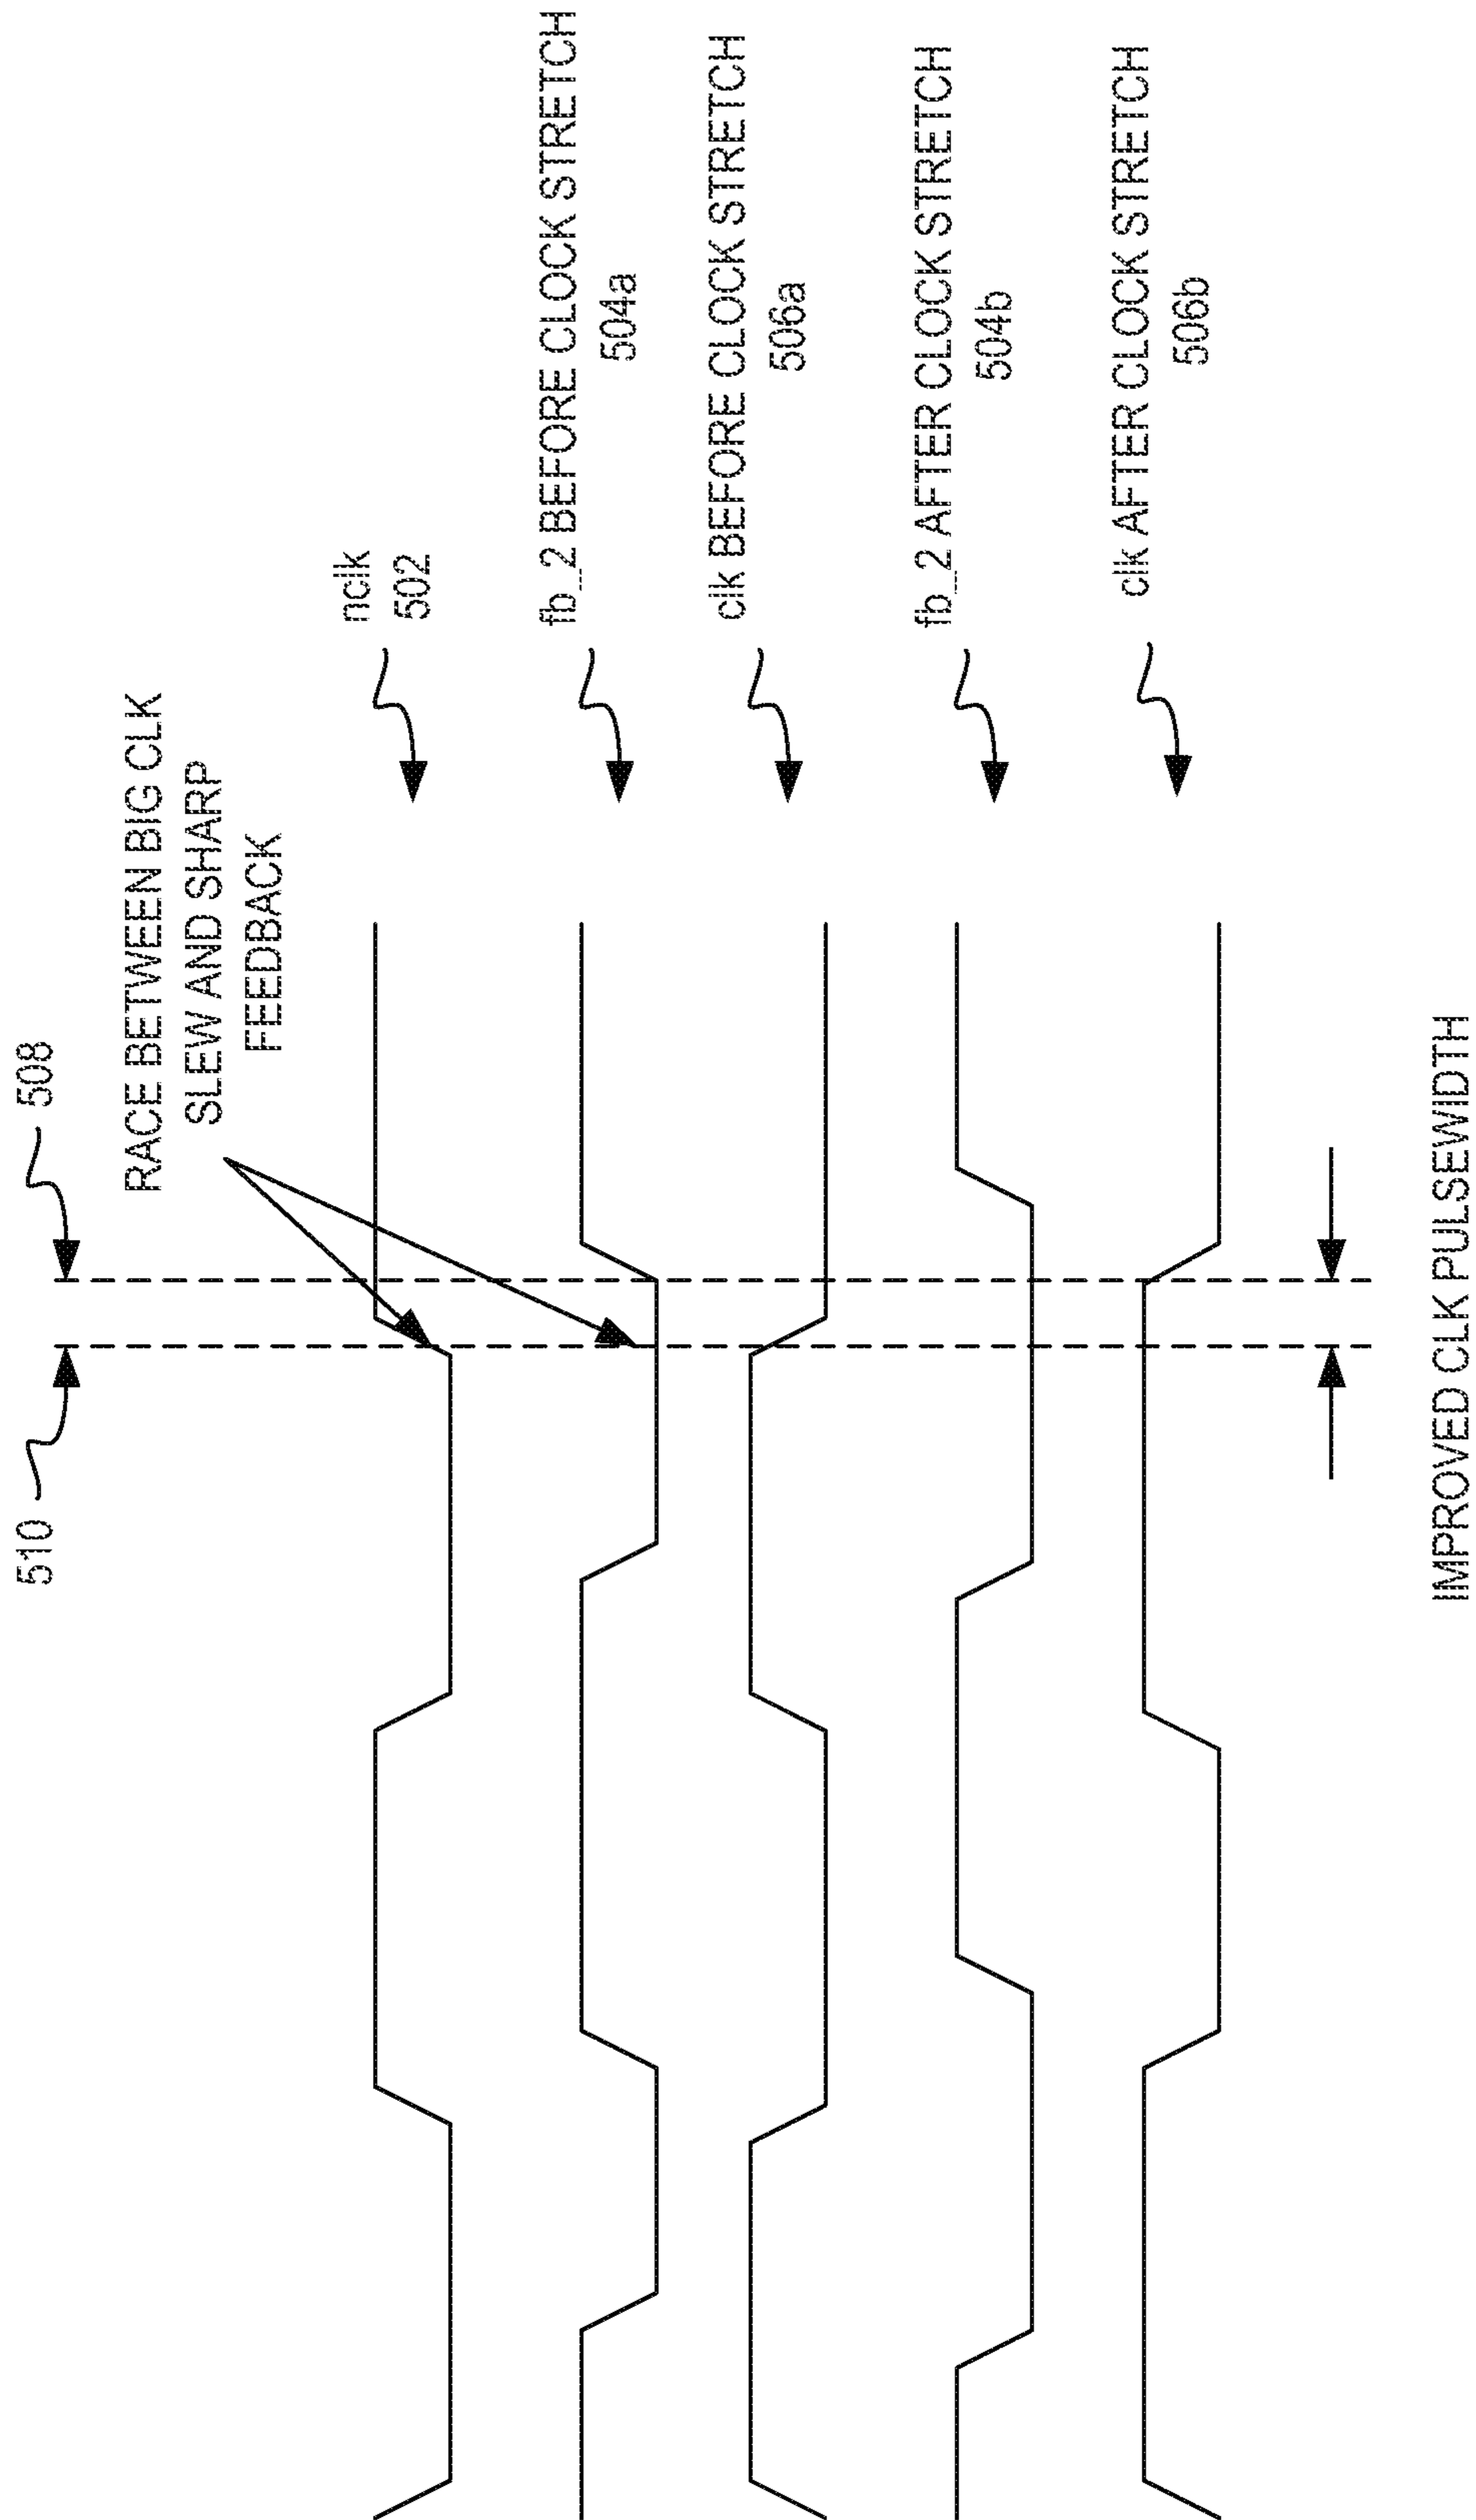 510
508
RACE BETWEEN BIG CLK
SLEW AND SHARP
FEEDBACK
nclk
502
fb_2 BEFORE CLOCK STRETCH
504a
clk BEFORE CLOCK STRETCH
506a
fb_2 AFTER CLOCK STRETCH
504b
clk AFTER CLOCK STRETCH
506b
IMPROVED CLK PULSEWIDTH